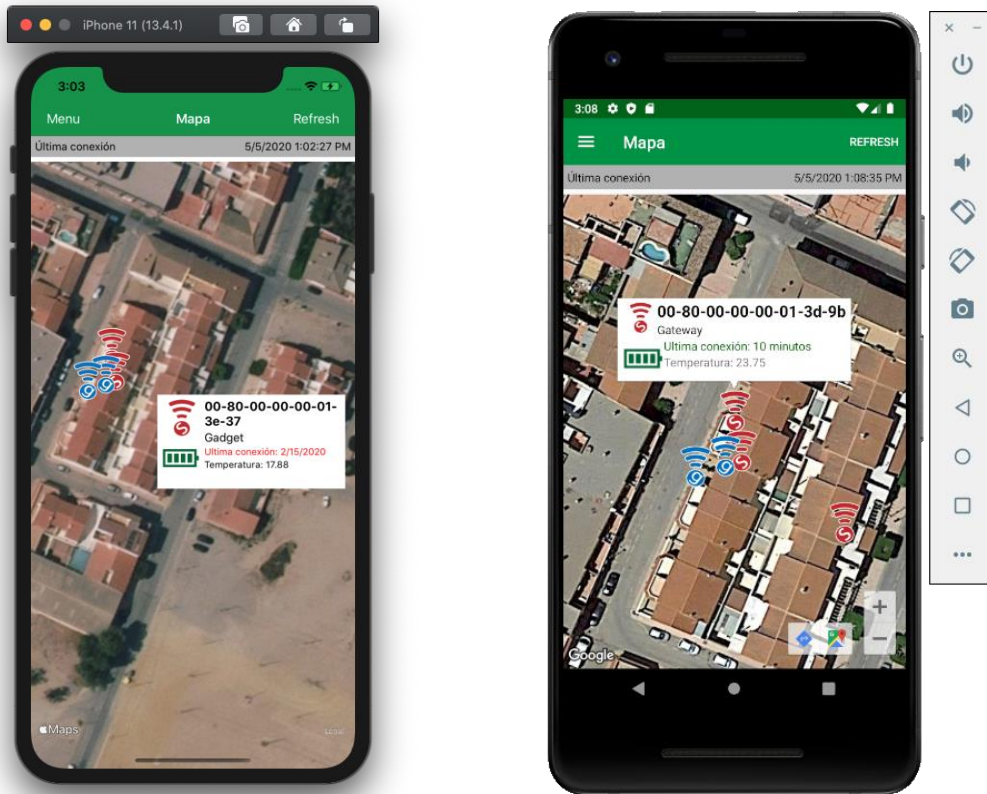 iPhone 11 (13.4.1)
3:03
Menu
Mapa
Refresh
Última conexión
5/5/2020 1:02:27 PM
00-80-00-00-00-01-
3e-37
Gadget
Ultima conexión: 2/15/2020
Temperatura: 17.88
Maps
Legal
3:08
Mapa
REFRESH
Última conexión
5/5/2020 1:08:35 PM
00-80-00-00-00-01-3d-9b
Gateway
Ultima conexión: 10 minutos
Temperatura: 23.75
Google